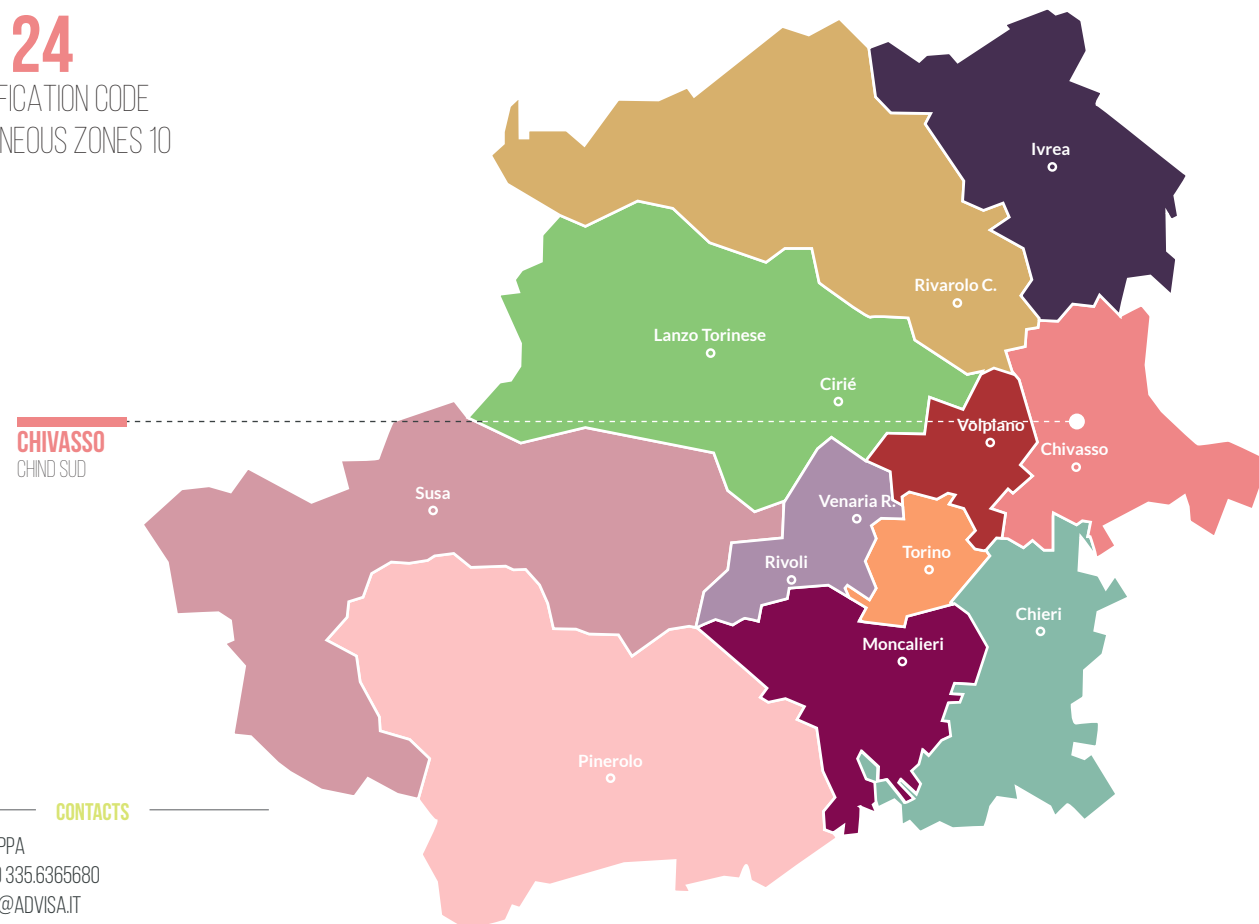 24
FICATION CODE
NEOUS ZONES 10
Ivrea
Rivarolo C.
Lanzo Torinese
Cirié
Volpiano
Chivasso
CHIVASSO
CHIND SUD
Susa
Venaria R.
Rivoli
Torino
Chieri
Moncalieri
Pinerolo
CONTACTS
PPA
335.6365680
@ADVISA.IT